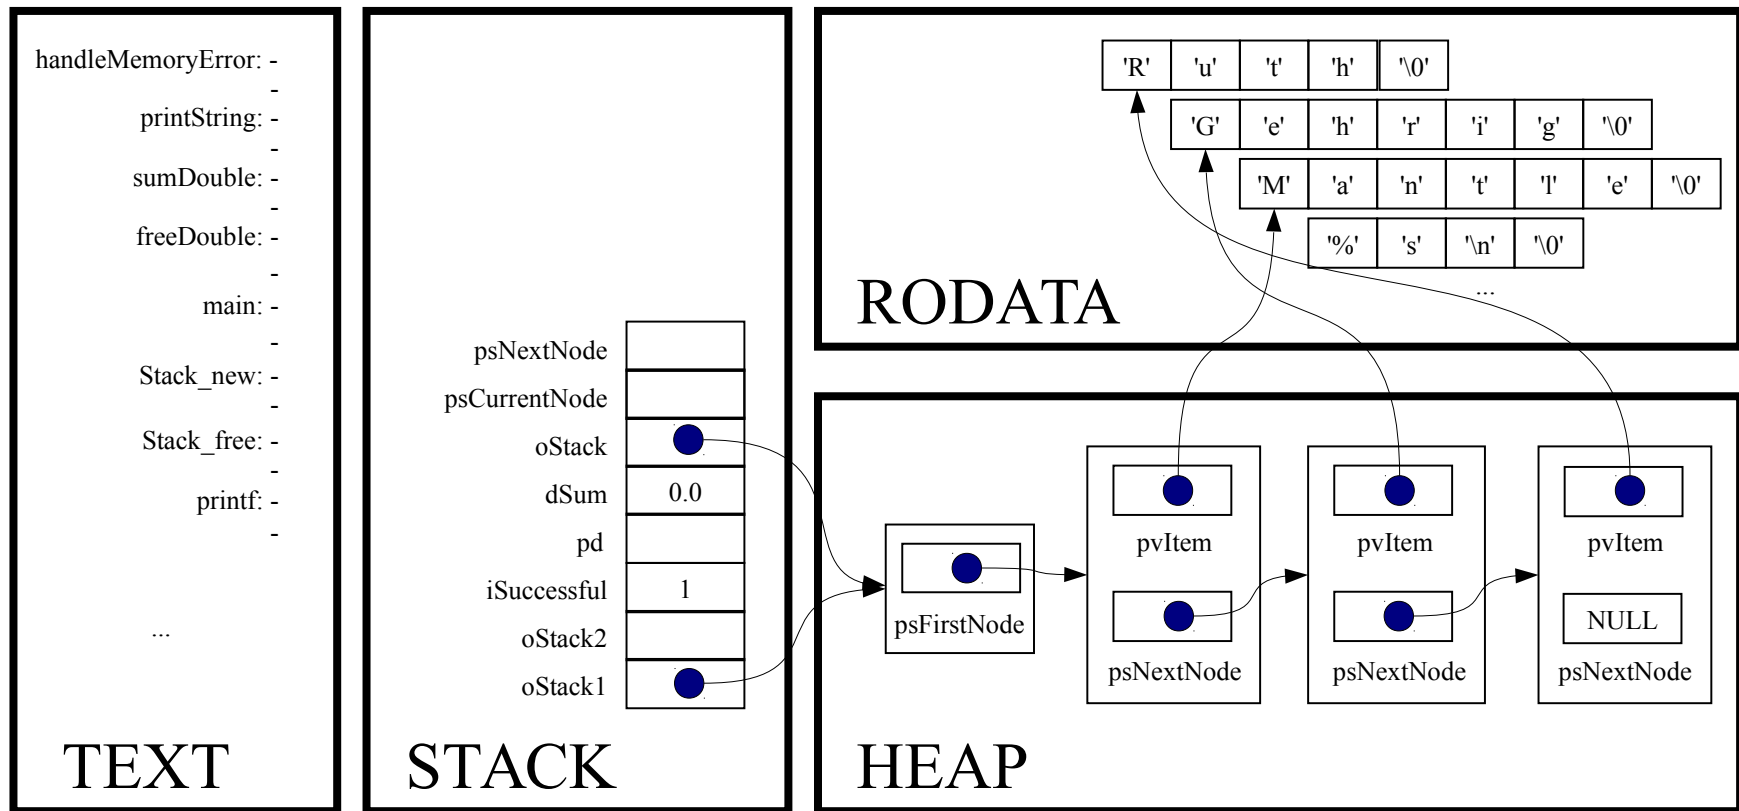 handleMemoryError: -
-
printString: -
-
sumDouble: -
-
freeDouble: -
-
main: -
-
Stack_new: -
-
Stack_free: -
-
printf: -
-
...
TEXT
psNextNode
psCurrentNode
oStack
dSum 0.0
pd
iSuccessful 1
oStack2
oStack1
STACK
'R' 'u' 't' 'h' '\0'
'G' 'e' 'h' 'r' 'i' 'g' '\0'
'M' 'a' 'n' 't' 'l' 'e' '\0'
'%' 's' '\n' '\0'
...
RODATA
pvItem pvItem pvItem
psFirstNode NULL
psNextNode psNextNode psNextNode
HEAP